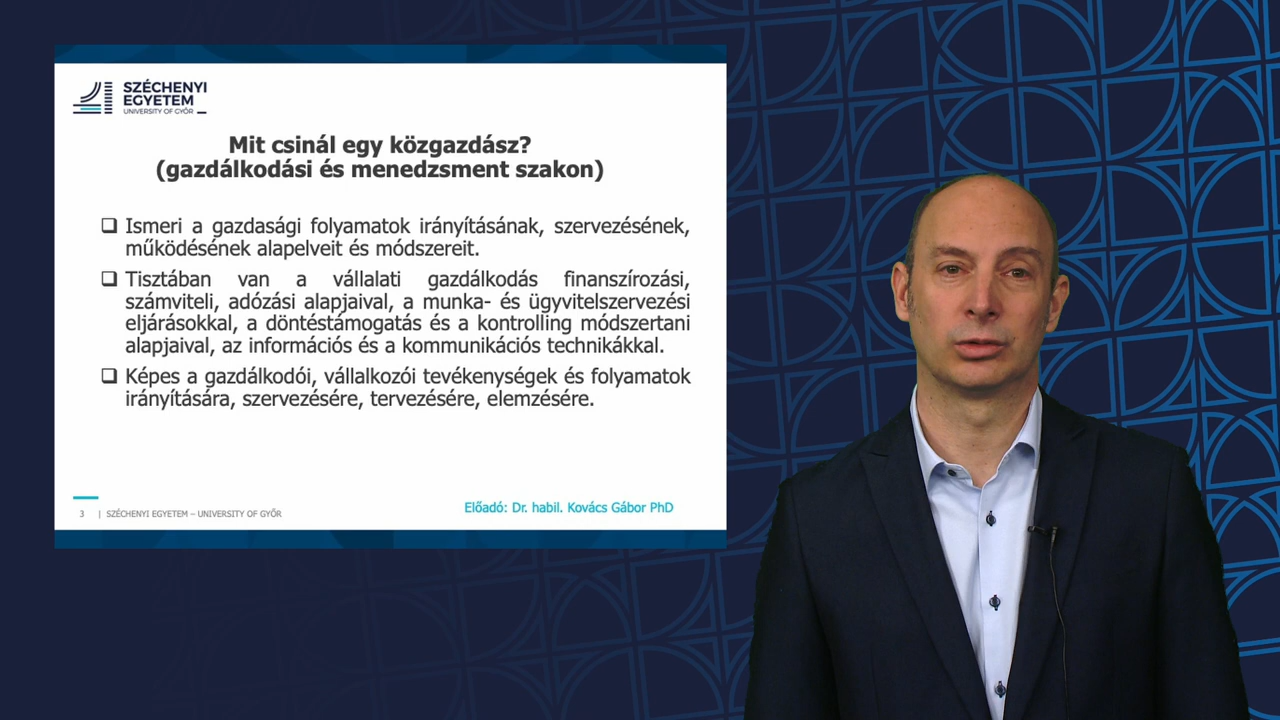 SZÉCHENYI
EGYETEM
UNIVERSITY OF GYŐR
Mit csinál egy közgazdász?
(gazdálkodási és menedzsment szakon)
❑ Ismeri a gazdasági folyamatok irányításának, szervezésének,
működésének alapelveit és módszereit.
❑ Tisztában van a vállalati gazdálkodás finanszírozási,
számviteli, adózási alapjaival, a munka- és ügyvitelszervezési
eljárásokkal, a döntéstámogatás és a kontrolling módszertani
alapjaival, az információs és a kommunikációs technikákkal.
❑ Képes a gazdálkodói, vállalkozói tevékenységek és folyamatok
irányítására, szervezésére, tervezésére, elemzésére.
3 | SZÉCHENYI EGYETEM – UNIVERSITY OF GYŐR
Előadó: Dr. habil. Kovács Gábor PhD